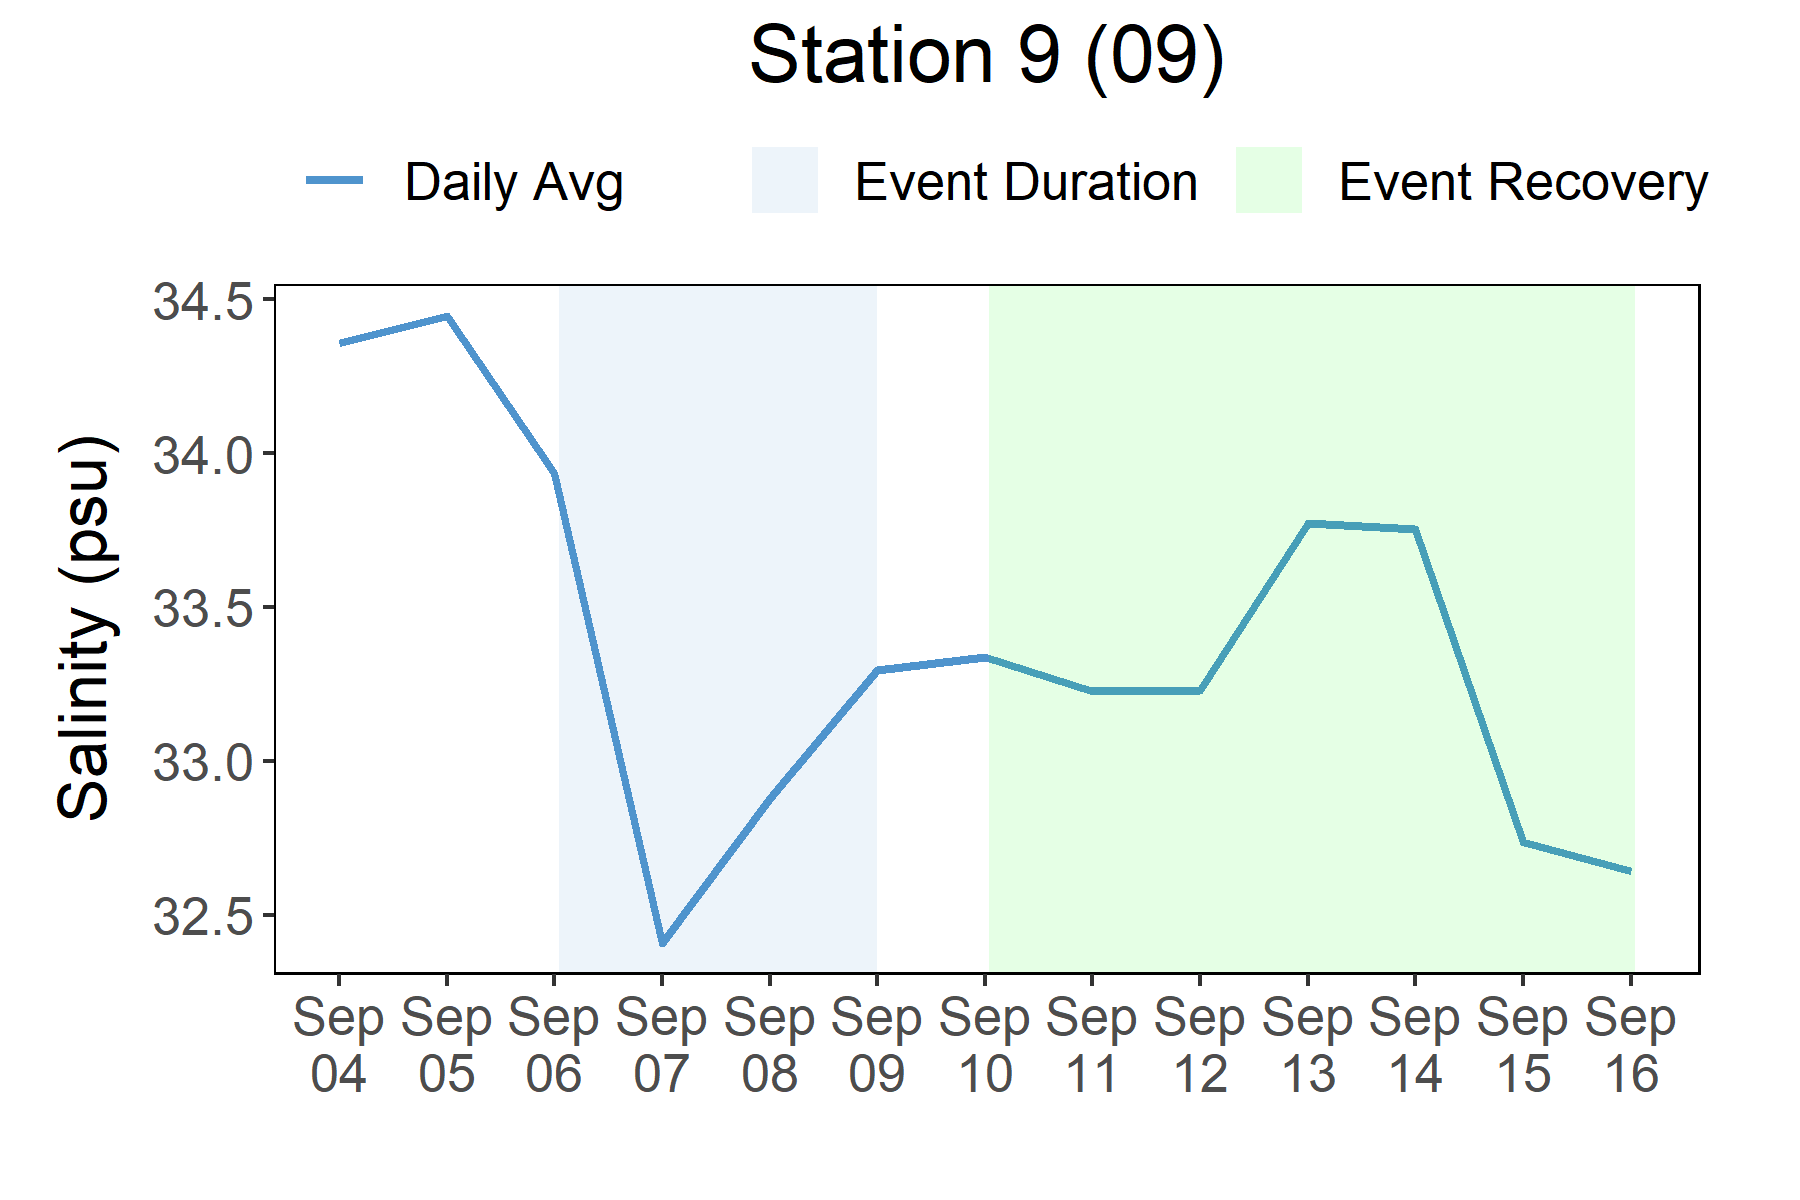 Station 9 (09)
Daily Avg Event Duration Event Recovery
Salinity (psu)
34.5
34.0
33.5
33.0
32.5
Sep Sep Sep Sep Sep Sep Sep Sep Sep Sep Sep Sep Sep
04 05 06 07 08 09 10 11 12 13 14 15 16